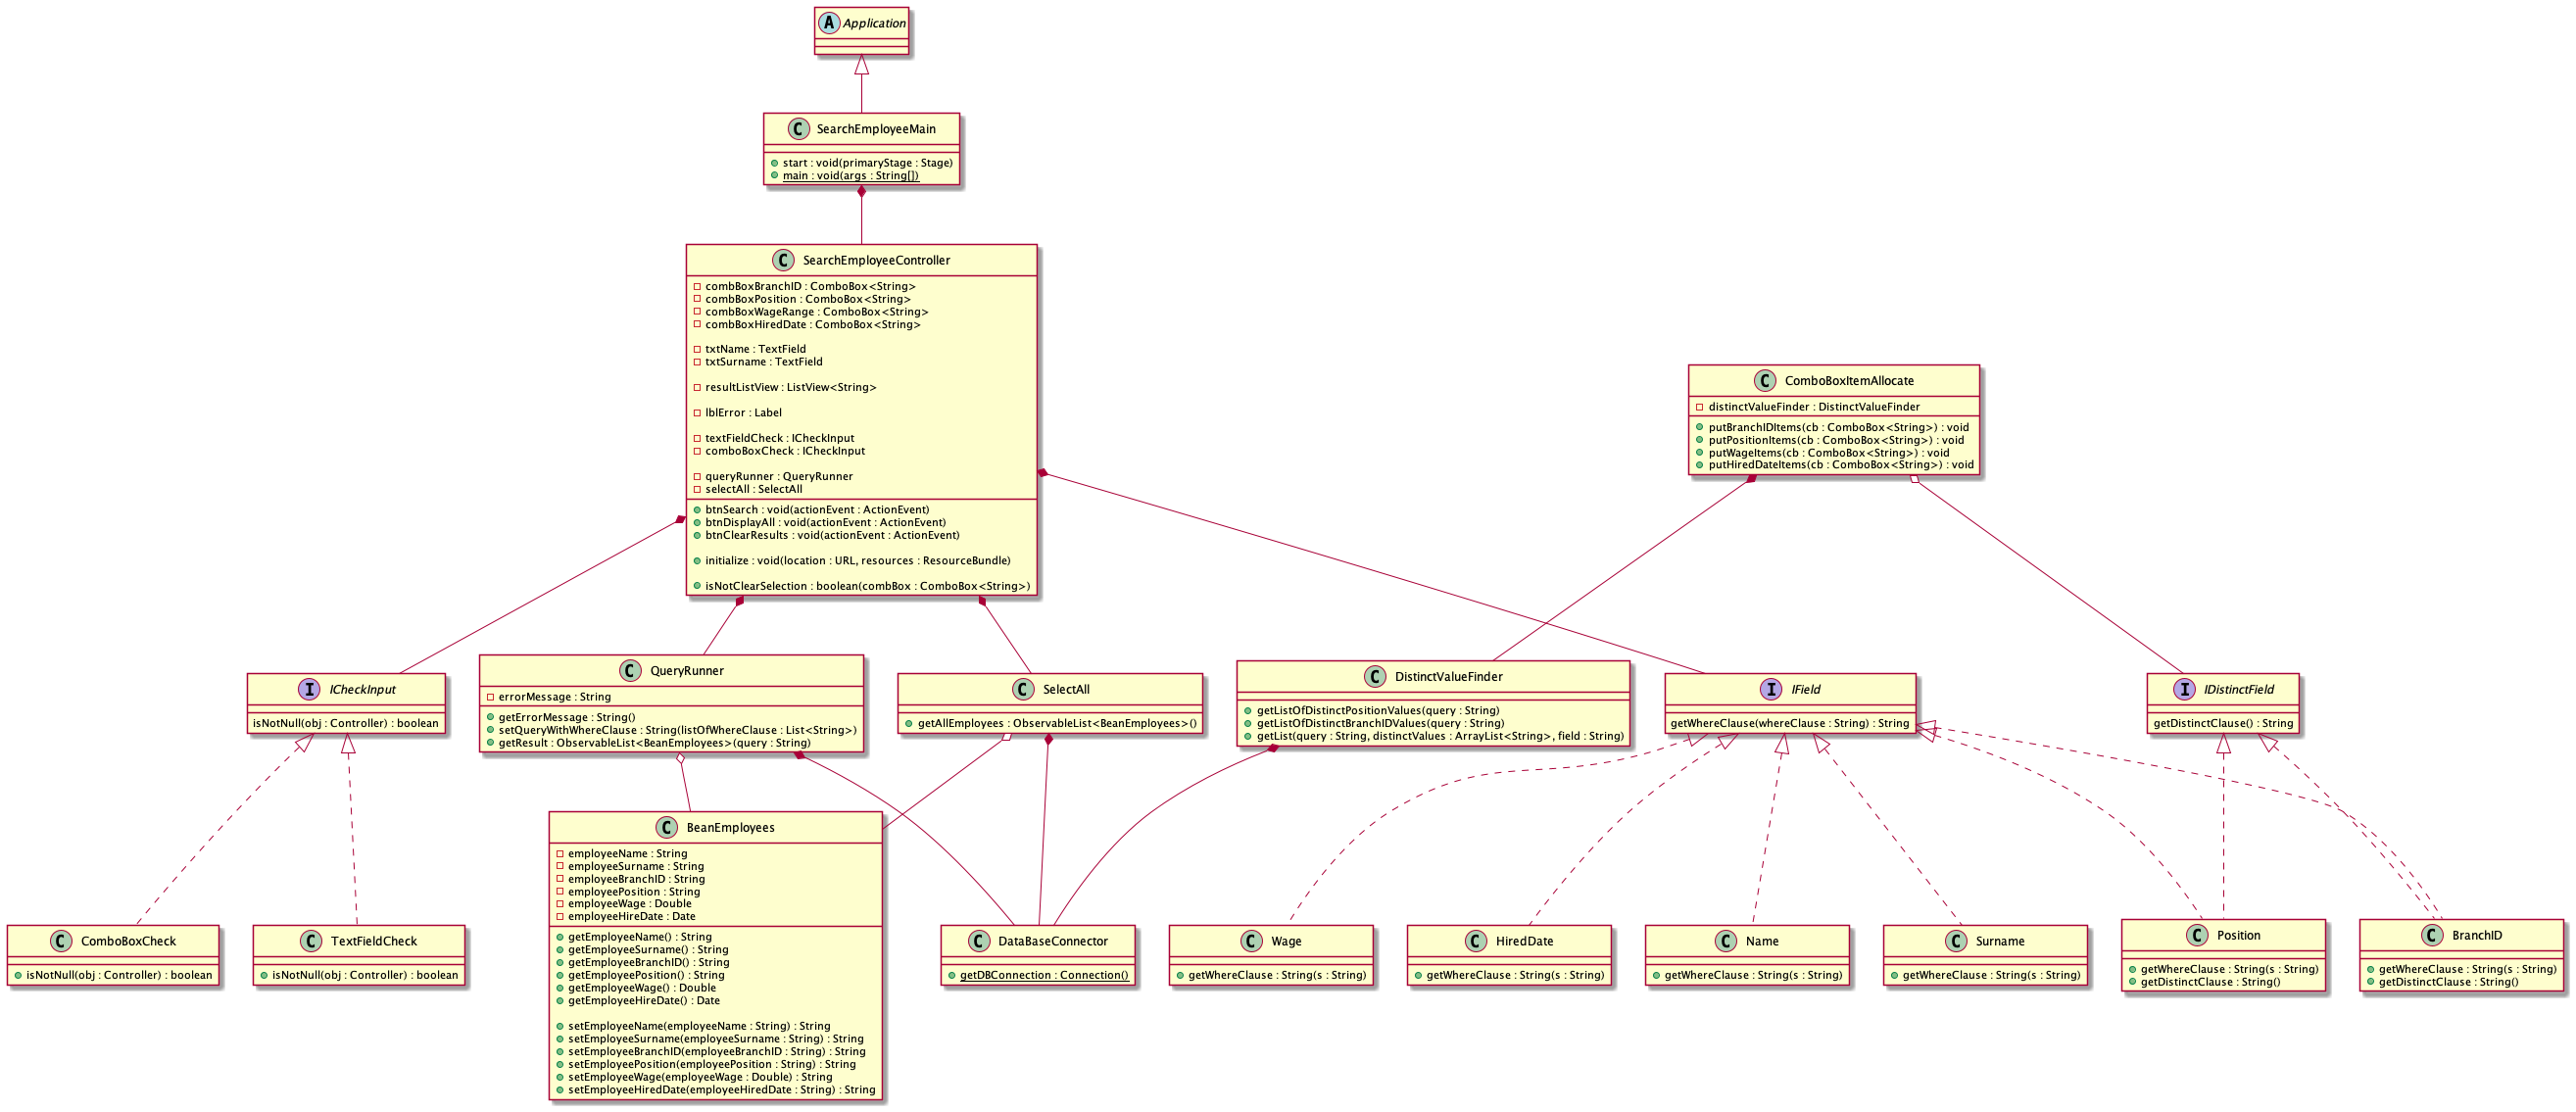 A Application
C SearchEmployeeMain
start : void(primaryStage : Stage)
main : void(args : String[])
C SearchEmployeeController
combBoxBranchID : ComboBox<String>
combBoxPosition : ComboBox<String>
combBoxWageRange : ComboBox<String>
combBoxHiredDate : ComboBox<String>
txtName : TextField
txtSurname : TextField
resultListView : ListView<String>
lblError : Label
textFieldCheck : ICheckInput
comboBoxCheck : ICheckInput
queryRunner : QueryRunner
selectAll : SelectAll
btnSearch : void(actionEvent : ActionEvent)
btnDisplayAll : void(actionEvent : ActionEvent)
btnClearResults : void(actionEvent : ActionEvent)
initialize : void(location : URL, resources : ResourceBundle)
isNotClearSelection : boolean(combBox : ComboBox<String>)
C ComboBoxItemAllocate
distinctValueFinder : DistinctValueFinder
putBranchIDItems(cb : ComboBox<String>) : void
putPositionItems(cb : ComboBox<String>) : void
putWageItems(cb : ComboBox<String>) : void
putHiredDateItems(cb : ComboBox<String>) : void
I ICheckInput
isNotNull(obj : Controller) : boolean
C QueryRunner
errorMessage : String
getErrorMessage : String()
setQueryWithWhereClause : String(listOfWhereClause : List<String>)
getResult : ObservableList<BeanEmployees>(query : String)
C SelectAll
getAllEmployees : ObservableList<BeanEmployees>()
C DistinctValueFinder
getListOfDistinctPositionValues(query : String)
getListOfDistinctBranchIDValues(query : String)
getList(query : String, distinctValues : ArrayList<String>, field : String)
I IField
getWhereClause(whereClause : String) : String
I IDistinctField
getDistinctClause() : String
C ComboBoxCheck
isNotNull(obj : Controller) : boolean
C TextFieldCheck
isNotNull(obj : Controller) : boolean
C BeanEmployees
employeeName : String
employeeSurname : String
employeeBranchID : String
employeePosition : String
employeeWage : Double
employeeHireDate : Date
getEmployeeName() : String
getEmployeeSurname() : String
getEmployeeBranchID() : String
getEmployeePosition() : String
getEmployeeWage() : Double
getEmployeeHireDate() : Date
setEmployeeName(employeeName : String) : String
setEmployeeSurname(employeeSurname : String) : String
setEmployeeBranchID(employeeBranchID : String) : String
setEmployeePosition(employeePosition : String) : String
setEmployeeWage(employeeWage : Double) : String
setEmployeeHiredDate(employeeHiredDate : String) : String
C DataBaseConnector
getDBConnection : Connection()
C Wage
getWhereClause : String(s : String)
C HiredDate
getWhereClause : String(s : String)
C Name
getWhereClause : String(s : String)
C Surname
getWhereClause : String(s : String)
C Position
getWhereClause : String(s : String)
getDistinctClause : String()
C BranchID
getWhereClause : String(s : String)
getDistinctClause : String()